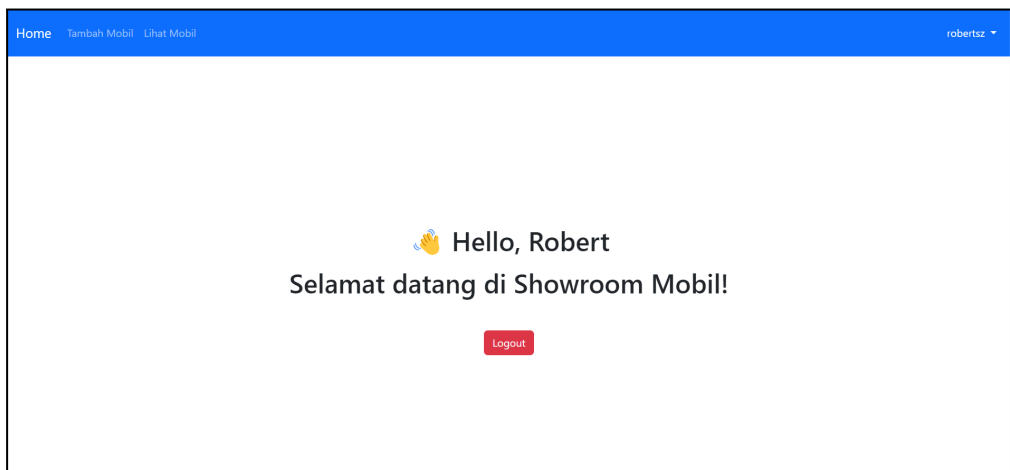 Home Tambah Mobil Lihat Mobil robertsz
👋 Hello, Robert
Selamat datang di Showroom Mobil!
Logout